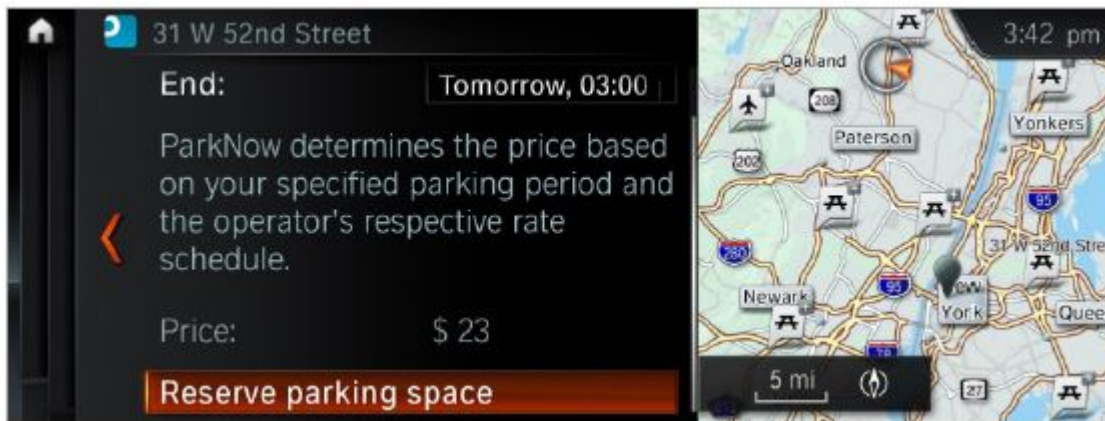 31 W 52nd Street
End: Tomorrow, 03:00
ParkNow determines the price based
on your specified parking period and
the operator's respective rate
schedule.
Price: $ 23
Reserve parking space
3:42 pm
Oakland
208
Paterson
Yonkers
202
95
31 W 52nd Stre
280
95
Newark
New
York
Quee
78
5 mi
27